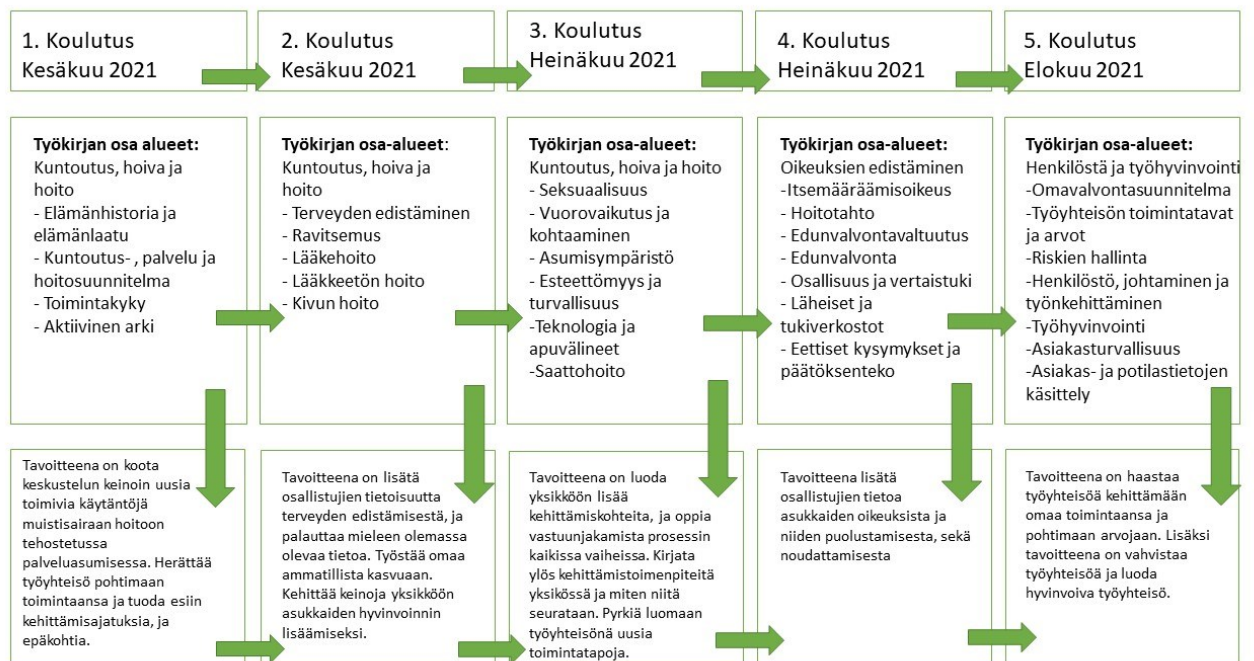 1. Koulutus
Kesäkuu 2021
2. Koulutus
Kesäkuu 2021
3. Koulutus
Heinäkuu 2021
4. Koulutus
Heinäkuu 2021
5. Koulutus
Elokuu 2021
Työkirjan osa alueet:
Kuntoutus, hoiva ja
hoito
- Elämänhistoria ja
elämänlaatu
- Kuntoutus- , palvelu ja
hoitosuunnitelma
- Toimintakyky
- Aktiivinen arki
Työkirjan osa-alueet:
Kuntoutus, hoiva ja
hoito
- Terveyden edistäminen
- Ravitsemus
- Lääkehoito
- Lääkkeetön hoito
- Kivun hoito
Työkirjan osa-alueet:
Kuntoutus, hoiva ja hoito
- Seksuaalisuus
- Vuorovaikutus ja
kohtaaminen
- Asumisympäristö
- Esteettömyys ja
turvallisuus
-Teknologia ja
apuvälineet
-Saattohoito
Työkirjan osa-alueet:
Oikeuksien edistäminen
-Itsemääräämisoikeus
- Hoitotahto
- Edunvalvontavaltuutus
- Edunvalvonta
- Osallisuus ja vertaistuki
- Läheiset ja
tukiverkostot
- Eettiset kysymykset ja
päätöksenteko
Työkirjan osa-alueet:
Henkilöstä ja työhyvinvointi
-Omavalvontasuunnitelma
-Työyhteisön toimintatavat
ja arvot
-Riskien hallinta
-Henkilöstö, johtaminen ja
työnkehittäminen
-Työhyvinvointi
-Asiakasturvallisuus
-Asiakas- ja potilastietojen
käsittely
Tavoitteena on koota
keskustelun keinoin uusia
toimivia käytäntöjä
muistisairaan hoitoon
tehostetussa
palveluasumisessa. Herättää
työyhteisö pohtimaan
toimintaansa ja tuoda esiin
kehittämisajatuksia, ja
epäkohtia.
Tavoitteena on lisätä
osallistujien tietoisuutta
terveyden edistämisestä, ja
palauttaa mieleen olemassa
olevaa tietoa. Työstää omaa
ammatillista kasvuaan.
Kehittää keinoja yksikköön
asukkaiden hyvinvoinnin
lisäämiseksi.
Tavoitteena on luoda
yksikköön lisää
kehittämiskohteita, ja oppia
vastuunjakamista prosessin
kaikissa vaiheissa. Kirjata
ylös kehittämistoimenpiteitä
yksikössä ja miten niitä
seurataan. Pyrkiä luomaan
työyhteisönä uusia
toimintatapoja.
Tavoitteena lisätä
osallistujien tietoa
asukkaiden oikeuksista ja
niiden puolustamisesta, sekä
noudattamisesta
Tavoitteena on haastaa
työyhteisöä kehittämään
omaa toimintaansa ja
pohtimaan arvojaan. Lisäksi
tavoitteena on vahvistaa
työyhteisöä ja luoda
hyvinvoiva työyhteisö.